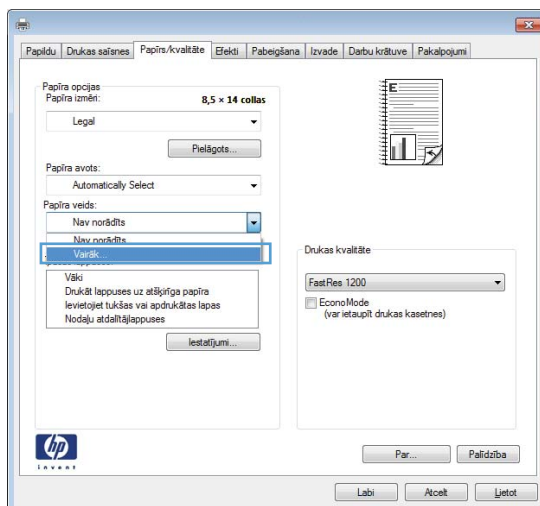 Papildu Drukas saīsnes Papīrs/kvalitāte Efekti Pabeigšana Izvade Darbu krātuve Pakalpojumi
Papīra opcijas
Papīra izmēri: 8,5 × 14 collas
Legal
Pielāgots...
Papīra avots:
Automatically Select
Papīra veids:
Nav norādīts
Nav norādīts
Vairāk...
Vāki
Drukāt lappuses uz atšķirīga papīra
Ievietojiet tukšas vai apdrukātas lapas
Nodaļu atdalītājlappuses
Iestatījumi...
Drukas kvalitāte
FastRes 1200
EconoMode
(var ietaupīt drukas kasetnes)
E
hp
invent
Par... Palīdzība
Labi Atcelt Lietot